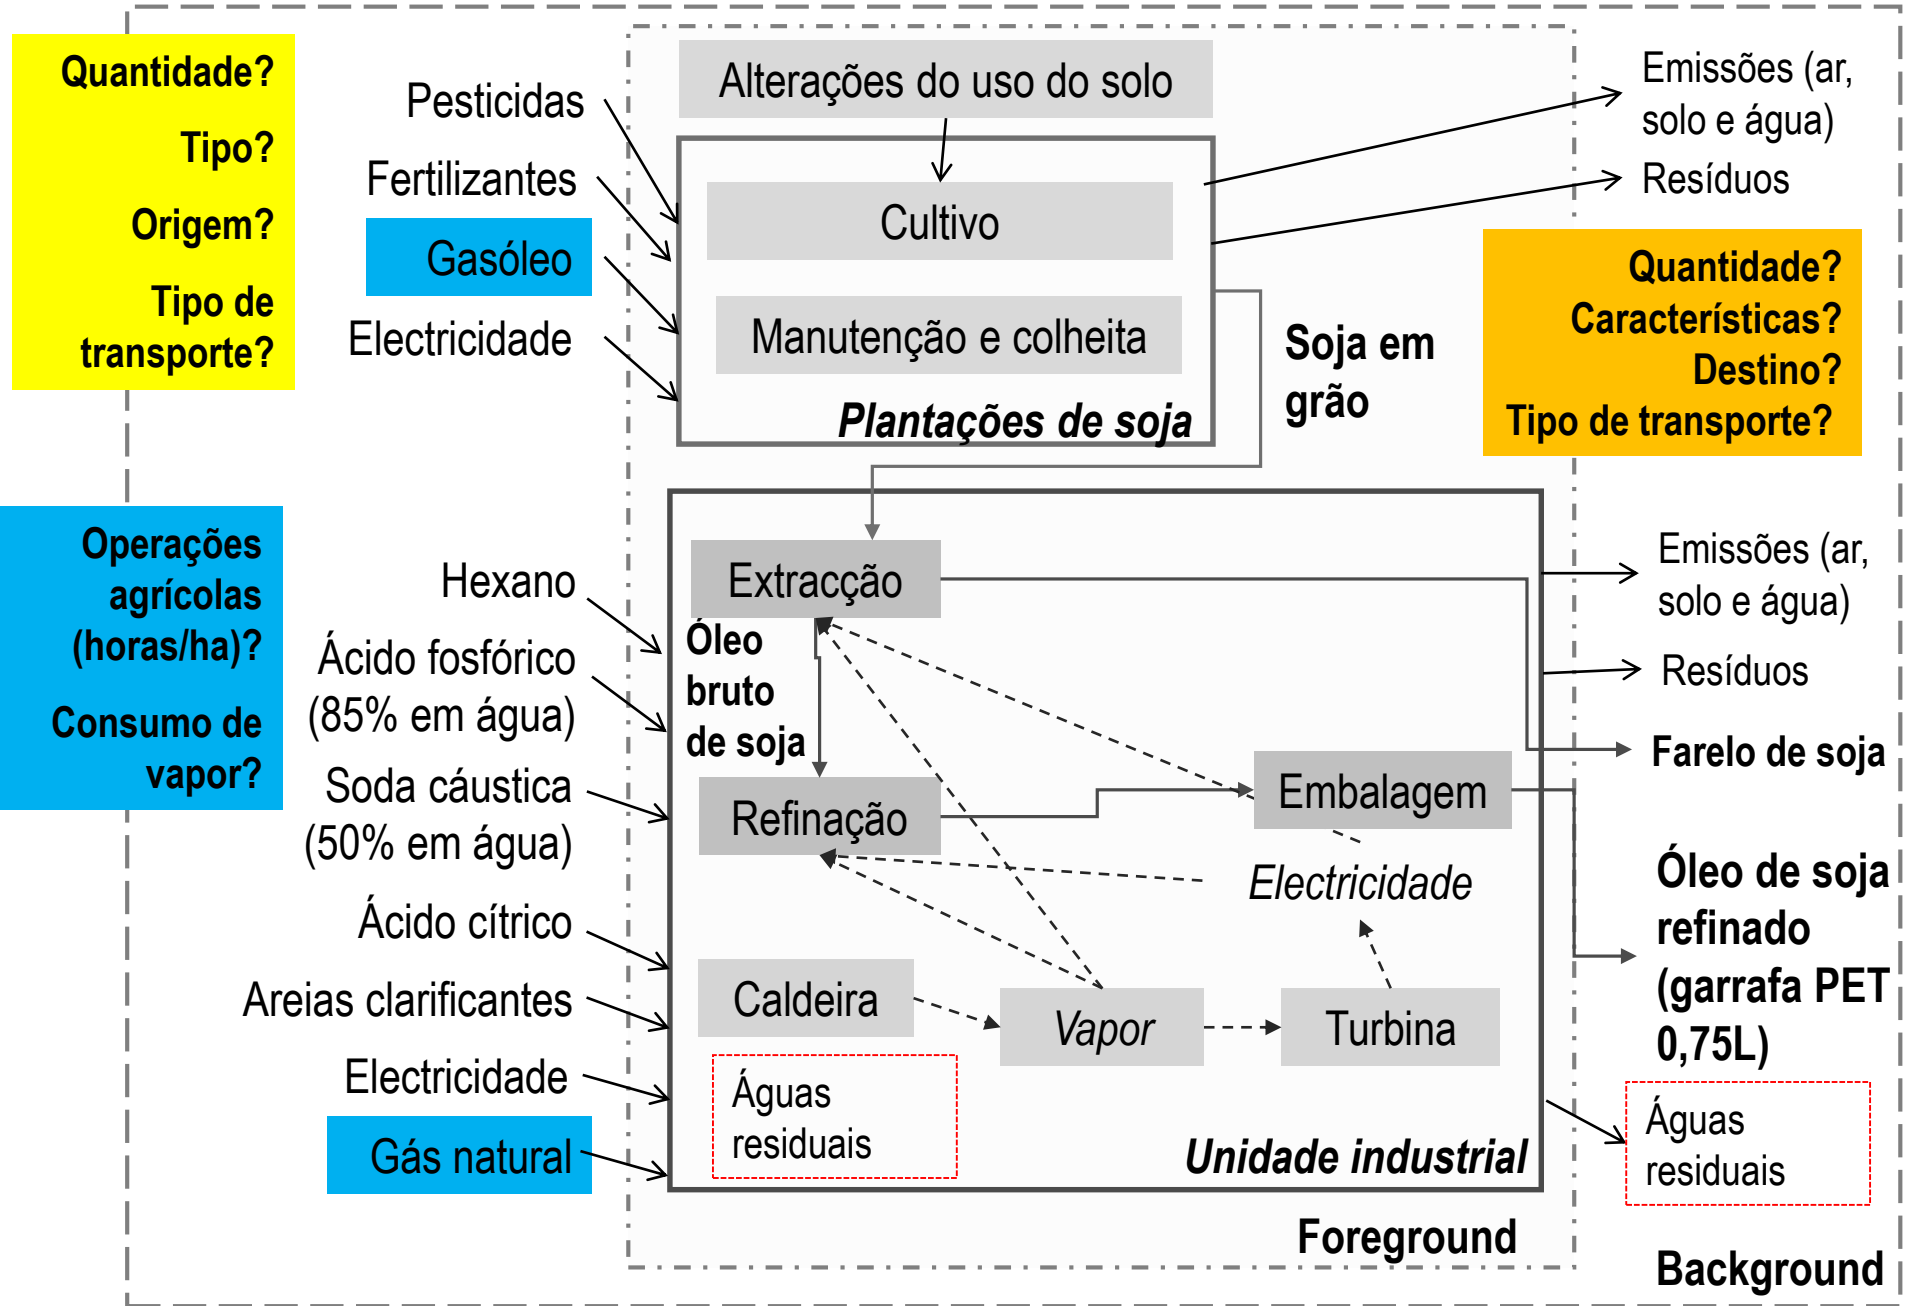 Quantidade?
Tipo?
Origem?
Tipo de
transporte?
Operações
agrícolas
(horas/ha)?
Consumo de
vapor?
Pesticidas
Fertilizantes
Gasóleo
Electricidade
Alterações do uso do solo
Cultivo
Manutenção e colheita
Plantações de soja
Soja em
grão
Emissões (ar,
solo e água)
Resíduos
Quantidade?
Características?
Destino?
Tipo de transporte?
Hexano
Ácido fosfórico
(85% em água)
Soda cáustica
(50% em água)
Ácido cítrico
Areias clarificantes
Electricidade
Gás natural
Extracção
Óleo
bruto
de soja
Refinação
Embalagem
Electricidade
Caldeira
Vapor
Turbina
Águas
residuais
Unidade industrial
Emissões (ar,
solo e água)
Resíduos
Farelo de soja
Óleo de soja
refinado
(garrafa PET
0,75L)
Águas
residuais
Foreground
Background